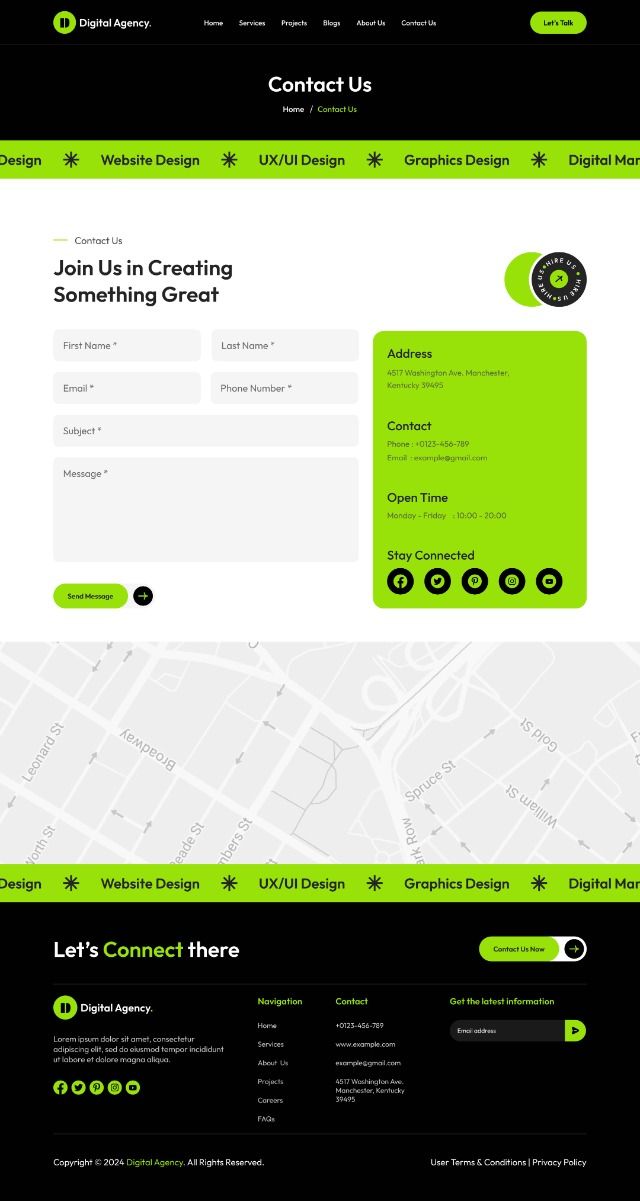 Digital Agency.
Home Services Projects Blogs About Us Contact Us
Let's Talk
Contact Us
Home / Contact Us
Design Website Design UX/UI Design Graphics Design Digital Mar
Contact Us
Join Us in Creating
Something Great
HIRE US HIRE US HIRE US
First Name * Last Name *
Email * Phone Number *
Subject *
Message *
Send Message
Address
4517 Washington Ave. Manchester,
Kentucky 39495
Contact
Phone : +0123-456-789
Email : example@gmail.com
Open Time
Monday - Friday : 10:00 - 20:00
Stay Connected
Leonard St
Broadway
Worth St
eade St
mbers St
ark Row
Spruce St
Gold St
William St
Design Website Design UX/UI Design Graphics Design Digital Mar
Let's Connect there
Contact Us Now
Digital Agency.
Lorem ipsum dolor sit amet, consectetur
adipiscing elit, sed do eiusmod tempor incididunt
ut labore et dolore magna aliqua.
Navigation
Home
Services
About Us
Projects
Careers
FAQs
Contact
+0123-456-789
www.example.com
example@gmail.com
4517 Washington Ave.
Manchester, Kentucky
39495
Get the latest information
Email address
Copyright © 2024 Digital Agency. All Rights Reserved.
User Terms & Conditions | Privacy Policy